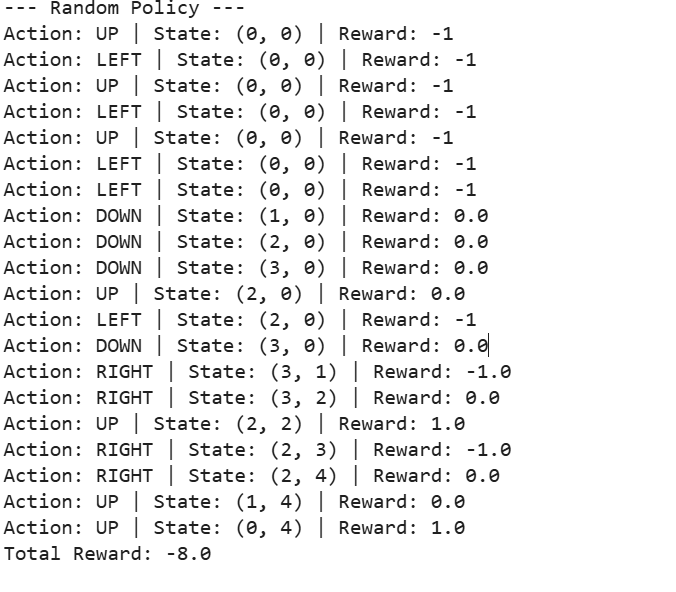 --- Random Policy ---
Action: UP | State: (0, 0) | Reward: -1
Action: LEFT | State: (0, 0) | Reward: -1
Action: UP | State: (0, 0) | Reward: -1
Action: LEFT | State: (0, 0) | Reward: -1
Action: UP | State: (0, 0) | Reward: -1
Action: LEFT | State: (0, 0) | Reward: -1
Action: LEFT | State: (0, 0) | Reward: -1
Action: DOWN | State: (1, 0) | Reward: 0.0
Action: DOWN | State: (2, 0) | Reward: 0.0
Action: DOWN | State: (3, 0) | Reward: 0.0
Action: UP | State: (2, 0) | Reward: 0.0
Action: LEFT | State: (2, 0) | Reward: -1
Action: DOWN | State: (3, 0) | Reward: 0.0
Action: RIGHT | State: (3, 1) | Reward: -1.0
Action: RIGHT | State: (3, 2) | Reward: 0.0
Action: UP | State: (2, 2) | Reward: 1.0
Action: RIGHT | State: (2, 3) | Reward: -1.0
Action: RIGHT | State: (2, 4) | Reward: 0.0
Action: UP | State: (1, 4) | Reward: 0.0
Action: UP | State: (0, 4) | Reward: 1.0
Total Reward: -8.0